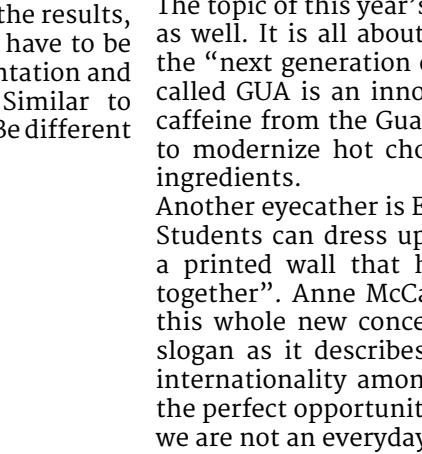 the results,
have to be
ntation and
Similar to
Be different
The topic of this year's
as well. It is all about
the “next generation
called GUA is an inno
caffeine from the Gua
to modernize hot cho
ingredients.
Another eyecather is E
Students can dress up
a printed wall that h
together”. Anne McCa
this whole new conce
slogan as it describes
internationality amon
the perfect opportunit
we are not an everyday